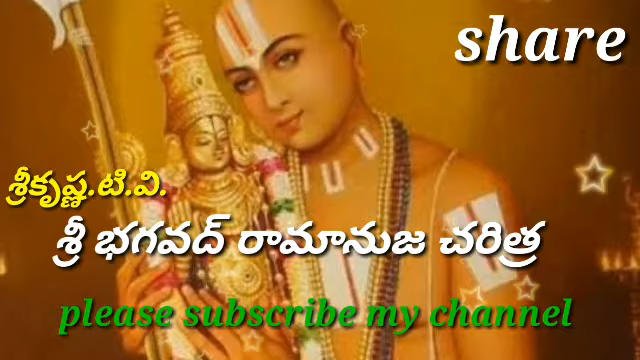 share
శ్రీకృష్ణ.టి.వి.
శ్రీ భగవద్ రామానుజ చరిత్ర
please subscribe my channel